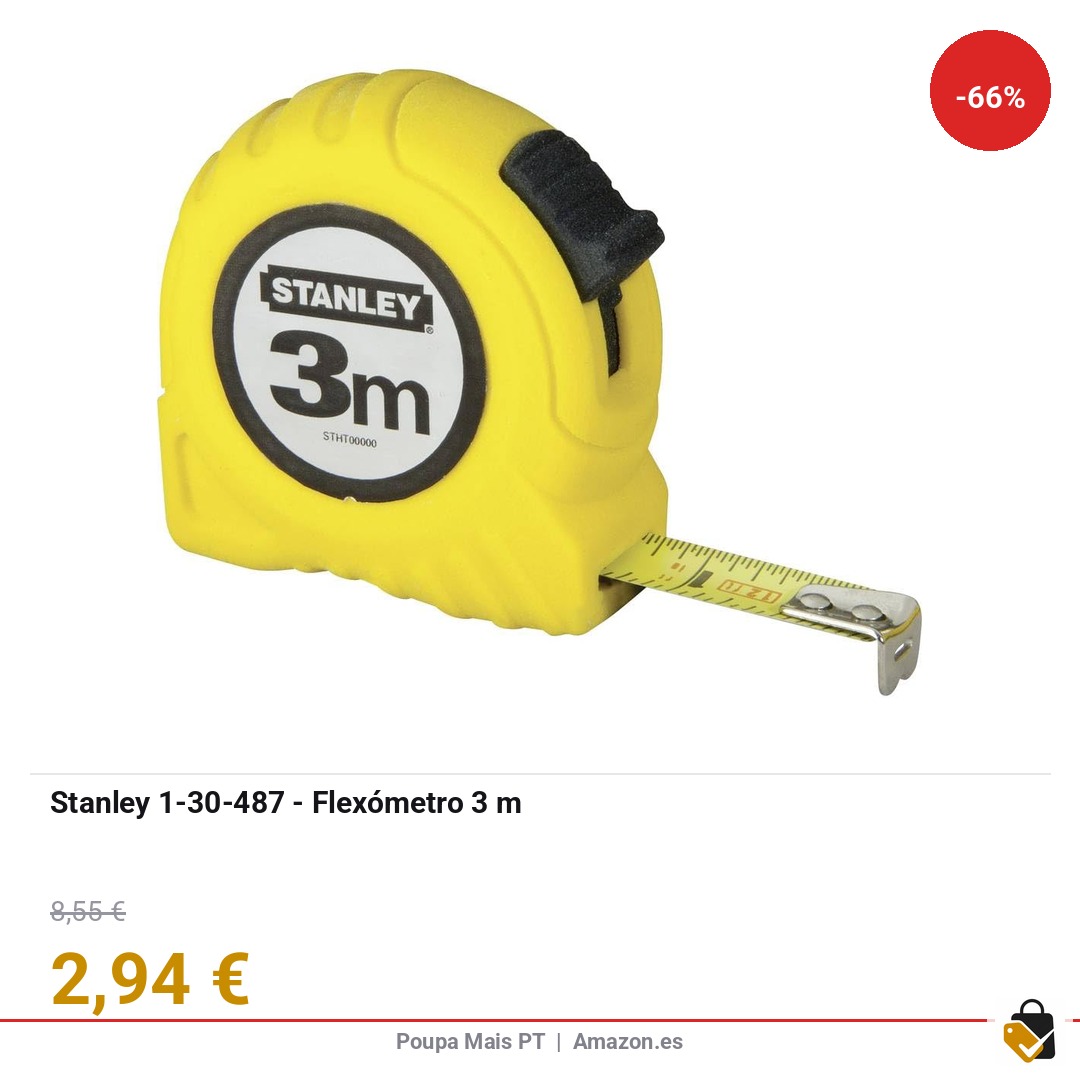 -66%
STANLEY®
3m
STHT00000
1
Stanley 1-30-487 - Flexómetro 3 m
8,55 €
2,94 €
Poupa Mais PT | Amazon.es